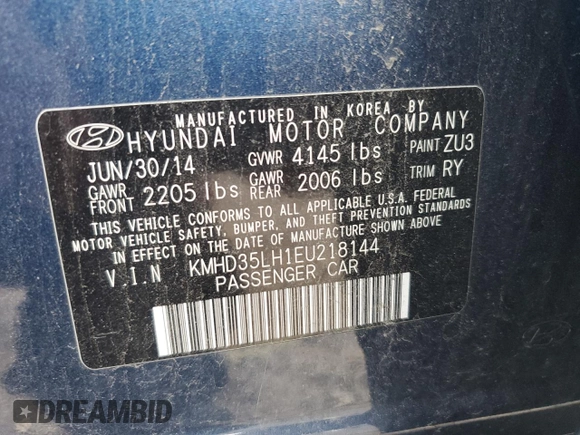 MANUFACTURED IN KOREA BY
HYUNDAI MOTOR COMPANY
JUN/30/14 GVWR 4145 lbs PAINT ZU3
GAWR FRONT 2205 lbs GAWR REAR 2006 lbs TRIM RY
THIS VEHICLE CONFORMS TO ALL APPLICABLE U.S.A. FEDERAL
MOTOR VEHICLE SAFETY, BUMPER, AND THEFT PREVENTION STANDARDS
IN EFFECT ON THE DATE OF MANUFACTURE SHOWN ABOVE
V.I.N KMHD35LH1EU218144
PASSENGER CAR
DREAMBID